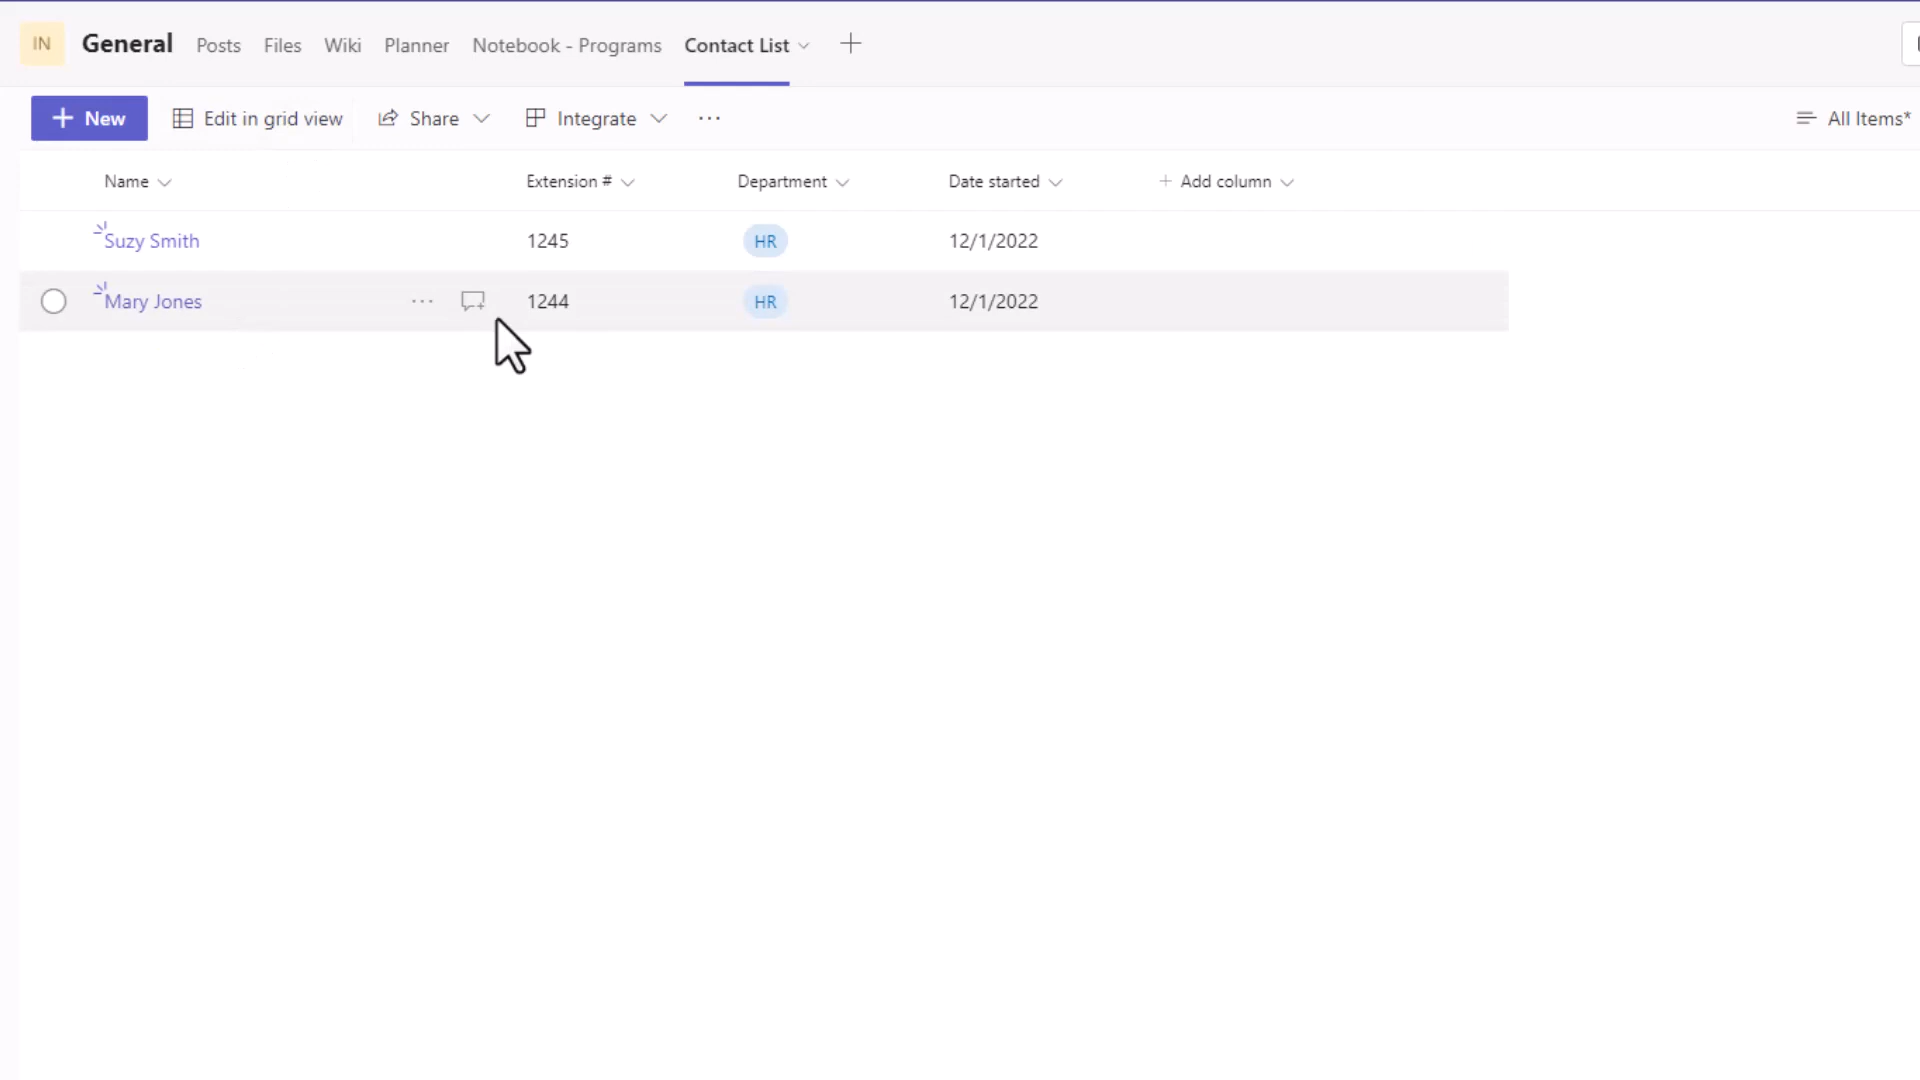 IN General Posts Files Wiki Planner Notebook - Programs Contact List
New Edit in grid view Share Integrate ... All Items*
Name Extension # Department Date started + Add column
Suzy Smith 1245 HR 12/1/2022
Mary Jones ... 1244 HR 12/1/2022